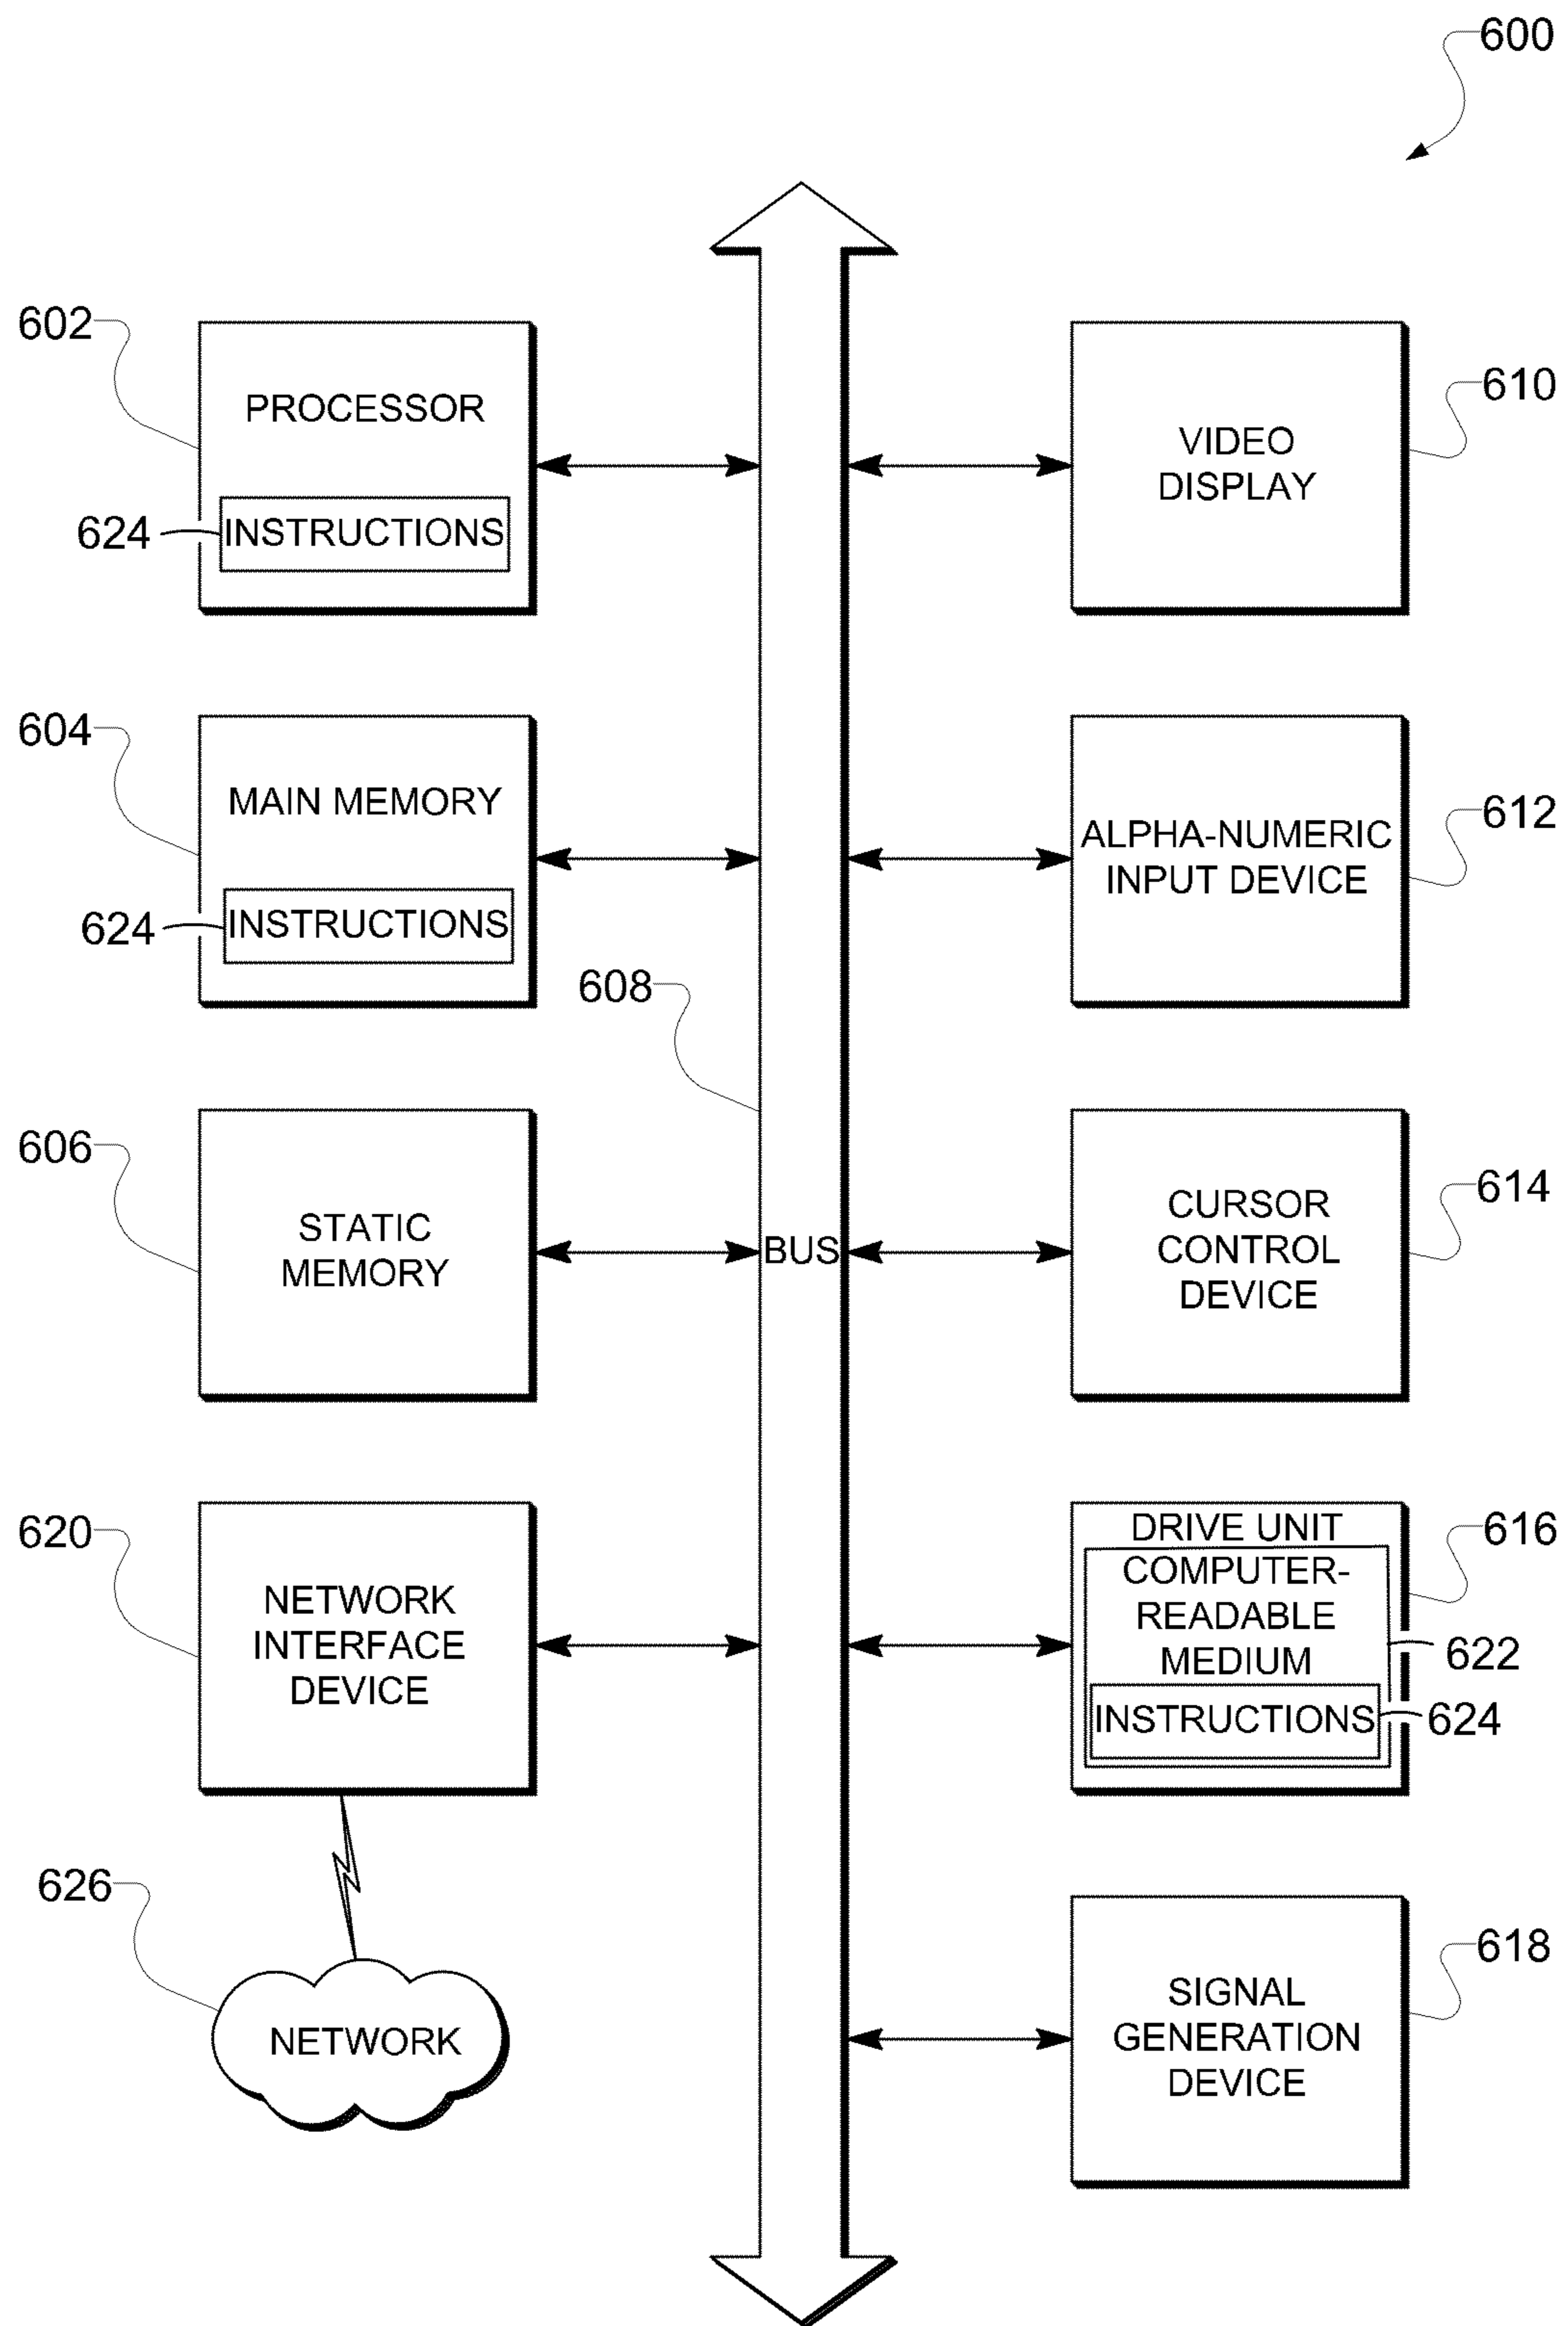 600
602
PROCESSOR
624
INSTRUCTIONS
610
VIDEO
DISPLAY
604
MAIN MEMORY
624
INSTRUCTIONS
612
ALPHA-NUMERIC
INPUT DEVICE
608
BUS
606
STATIC
MEMORY
614
CURSOR
CONTROL
DEVICE
620
NETWORK
INTERFACE
DEVICE
616
DRIVE UNIT
COMPUTER-
READABLE
MEDIUM
622
INSTRUCTIONS
624
626
NETWORK
618
SIGNAL
GENERATION
DEVICE